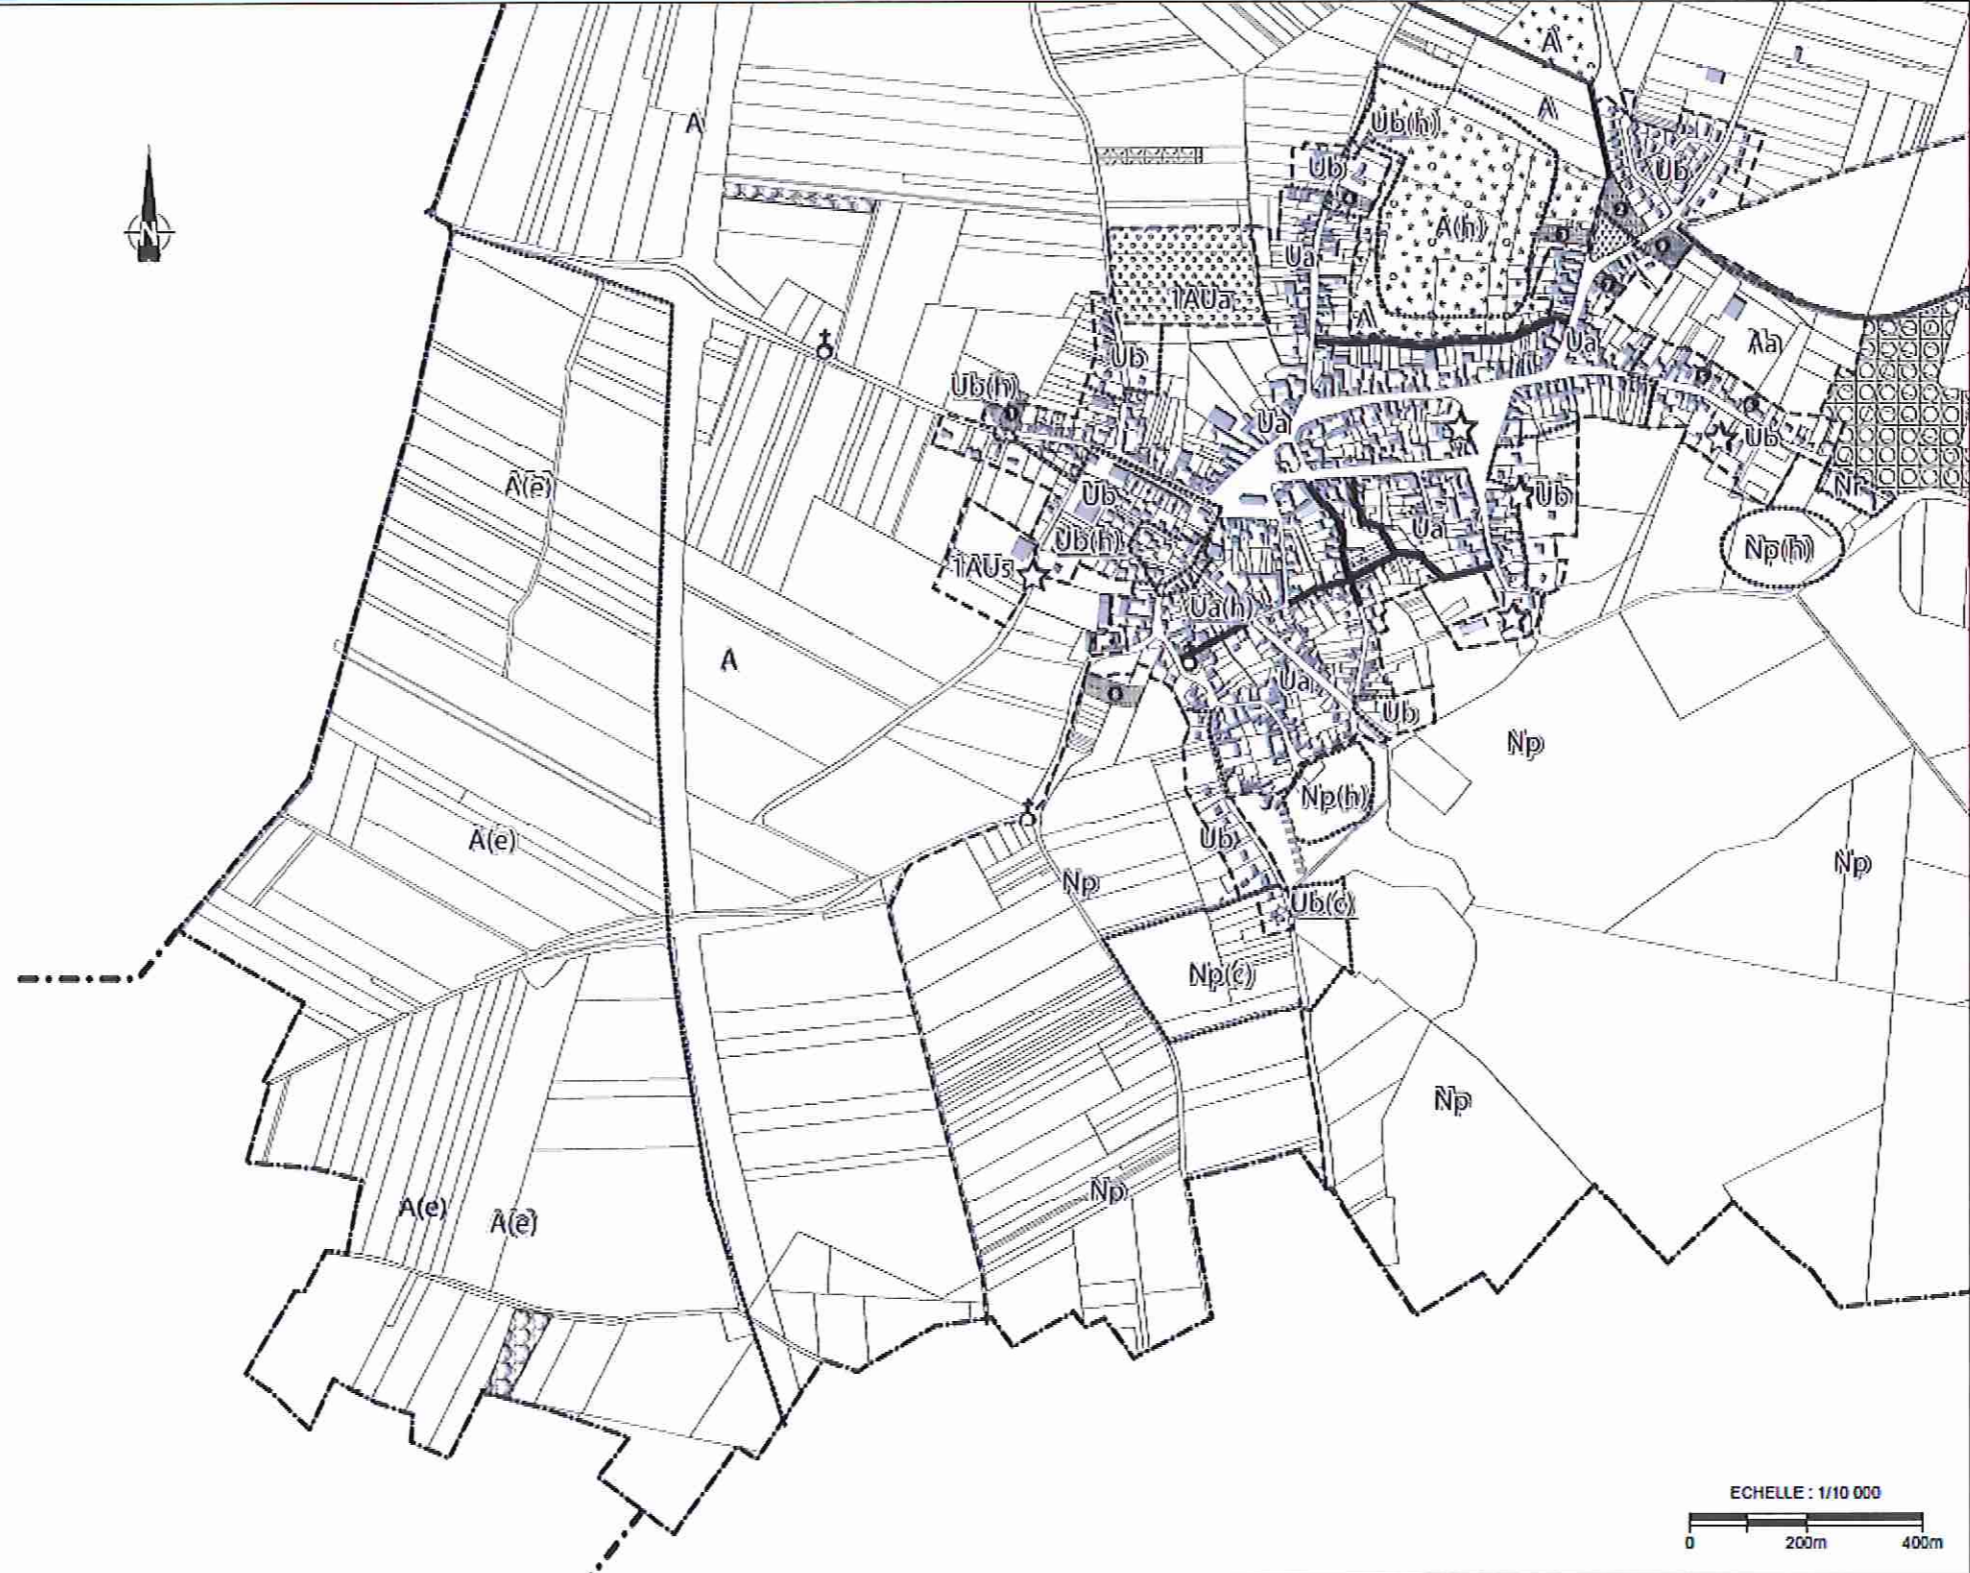 A
A
A
Ub(h)
Ub
Ub
N
A(h)
Ua
1AUa
A
Ua
Aa
Ub
Ub(h)
Ua
Ub
A(e)
Ub
Ub
Nr
Ua
Ub(h)
Np(h)
1AUs
Ua(h)
A
Ua
Ub
Np
Np(h)
A(e)
Ub
Np
Np
Ub(c)
Np(c)
Np
Np
A(e)
A(e)
ECHELLE : 1/10 000
0 200m 400m